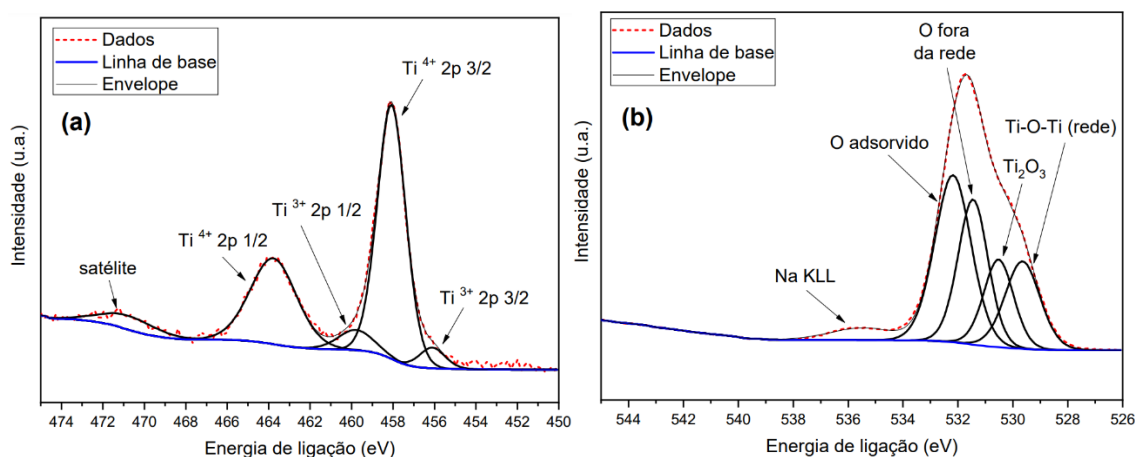 Dados
Linha de base
Envelope
(a)
Ti ⁴⁺ 2p 3/2
Ti ³⁺ 2p 1/2
Ti ⁴⁺ 2p 1/2
satélite
Ti ³⁺ 2p 3/2
Intensidade (u.a.)
474 472 470 468 466 464 462 460 458 456 454 452 450
Energia de ligação (eV)
Dados
Linha de base
Envelope
(b)
O fora
da rede
O adsorvido
Ti-O-Ti (rede)
Ti₂O₃
Na KLL
Intensidade (u.a.)
544 542 540 538 536 534 532 530 528 526
Energia de ligação (eV)